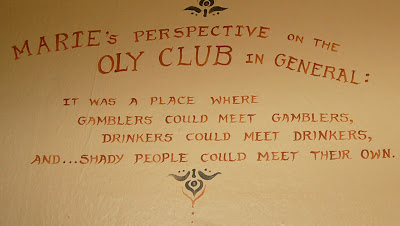 MARIE's PERSPECTIVE ON THE
OLY CLUB IN GENERAL:
IT WAS A PLACE WHERE
GAMBLERS COULD MEET GAMBLERS,
DRINKERS COULD MEET DRINKERS,
AND...SHADY PEOPLE COULD MEET THEIR OWN.